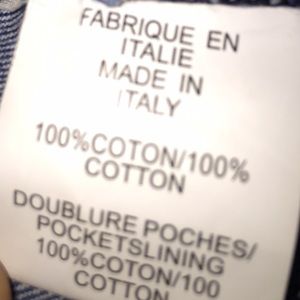 FABRIQUE EN
ITALIE
MADE IN
ITALY
100%COTON/100%
COTTON
DOUBLURE POCHES/
POCKETSLINING
100%COTON/100
COTTON